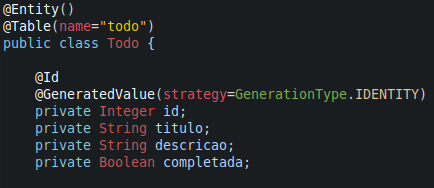 @Entity()
@Table(name="todo")
public class Todo {
@Id
@GeneratedValue(strategy=GenerationType.IDENTITY)
private Integer id;
private String titulo;
private String descricao;
private Boolean completada;